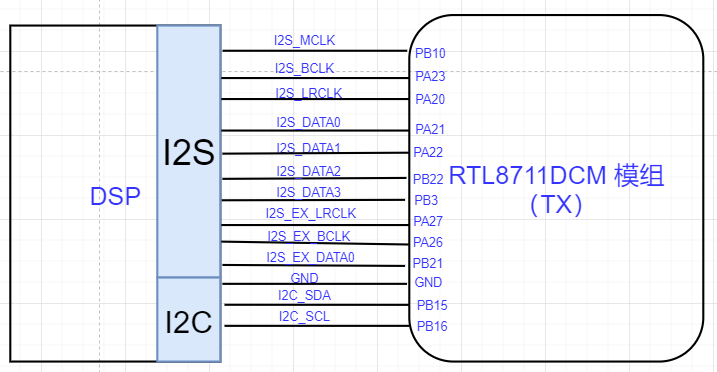 I2S_MCLK
PB10
I2S_BCLK
PA23
I2S_LRCLK
PA20
I2S_DATA0
PA21
I2S_DATA1
PA22
I2S_DATA2
PB22
I2S_DATA3
PB3
I2S_EX_LRCLK
PA27
I2S_EX_BCLK
PA26
I2S_EX_DATA0
PB21
GND
GND
I2C_SDA
PB15
I2C_SCL
PB16
DSP
I2S
I2C
RTL8711DCM 模组
（TX）